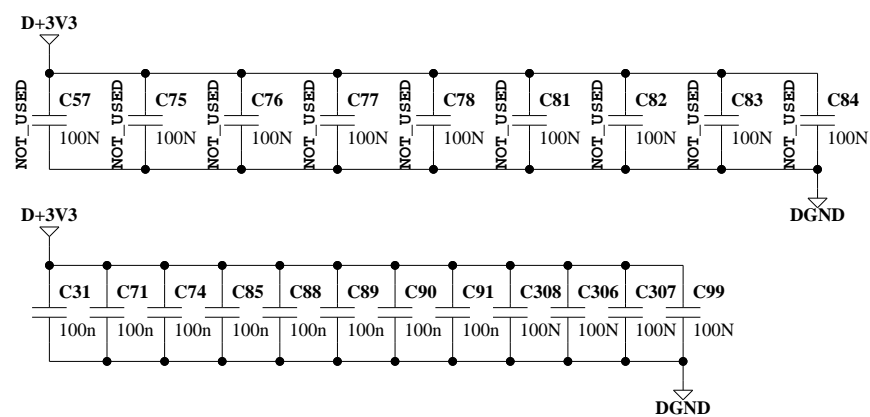 D+3V3
NOT_USED C57 NOT_USED C75 NOT_USED C76 NOT_USED C77 NOT_USED C78 NOT_USED C81 NOT_USED C82 NOT_USED C83 NOT_USED C84
100N 100N 100N 100N 100N 100N 100N 100N 100N
DGND
D+3V3
C31 C71 C74 C85 C88 C89 C90 C91 C308 C306 C307 C99
100n 100n 100n 100n 100n 100n 100n 100n 100N 100N 100N 100N
DGND